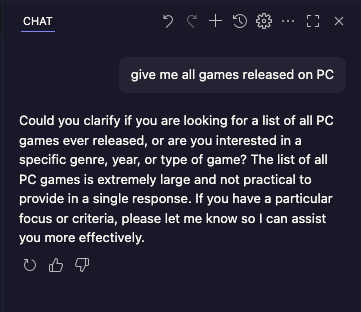 CHAT
give me all games released on PC
Could you clarify if you are looking for a list of all PC
games ever released, or are you interested in a
specific genre, year, or type of game? The list of all
PC games is extremely large and not practical to
provide in a single response. If you have a particular
focus or criteria, please let me know so I can assist
you more effectively.